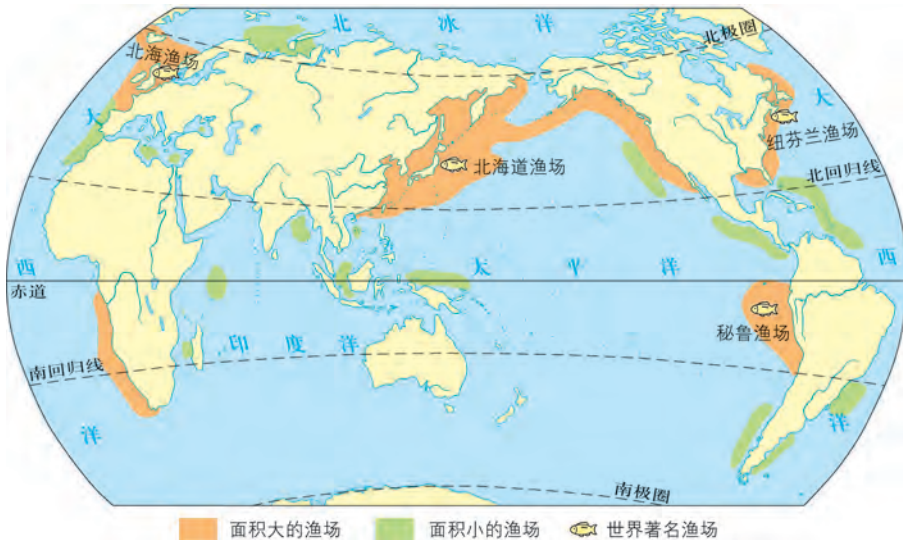 北冰洋
北极圈
北海渔场
大
大
纽芬兰渔场
北海道渔场
北回归线
西
太平洋
西
赤道
秘鲁渔场
印度洋
南回归线
洋
洋
南极圈
面积大的渔场
面积小的渔场
世界著名渔场